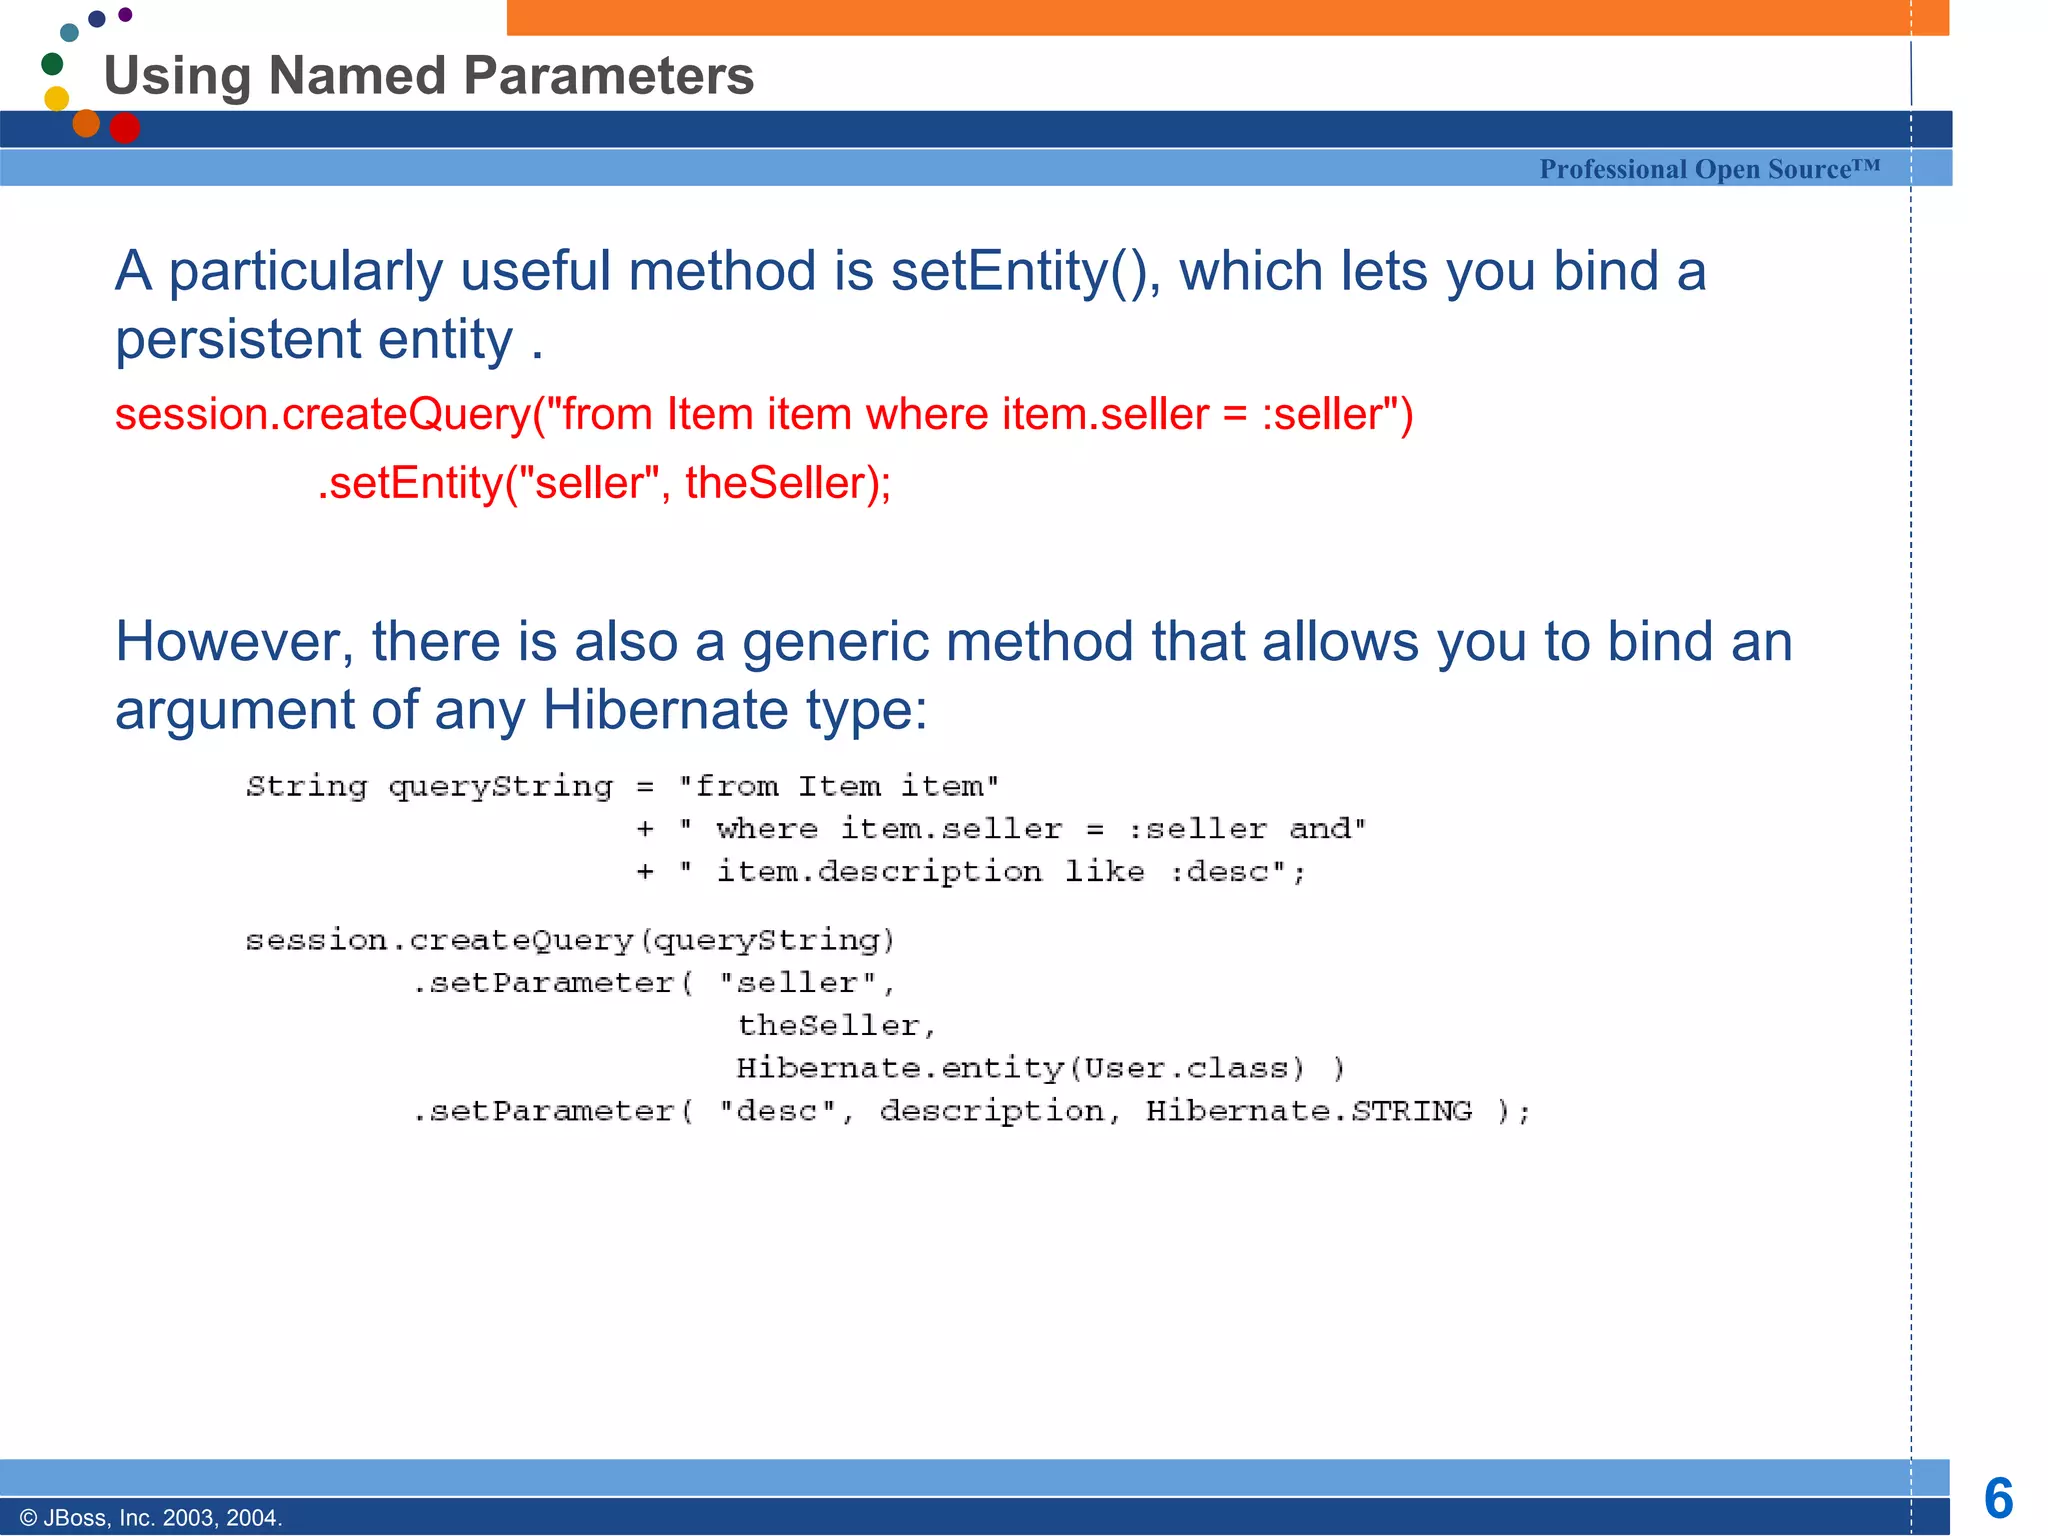 Using Named Parameters
Professional Open Source™
A particularly useful method is setEntity(), which lets you bind a
persistent entity .
session.createQuery("from Item item where item.seller = :seller")
.setEntity("seller", theSeller);
However, there is also a generic method that allows you to bind an
argument of any Hibernate type:
String queryString = "from Item item"
+ " where item.seller = :seller and"
+ " item.description like :desc";
session.createQuery(queryString)
.setParameter( "seller",
theSeller,
Hibernate.entity(User.class) )
.setParameter( "desc", description, Hibernate.STRING );
© JBoss, Inc. 2003, 2004.
6